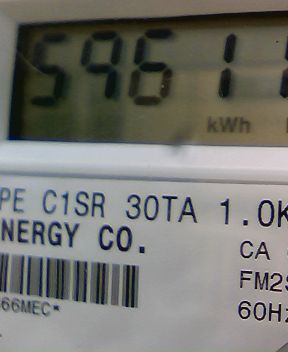 59611
kWh
PE C1SR 30TA 1.0K
NERGY CO.
CA
FM2S
66MEC*
60Hz